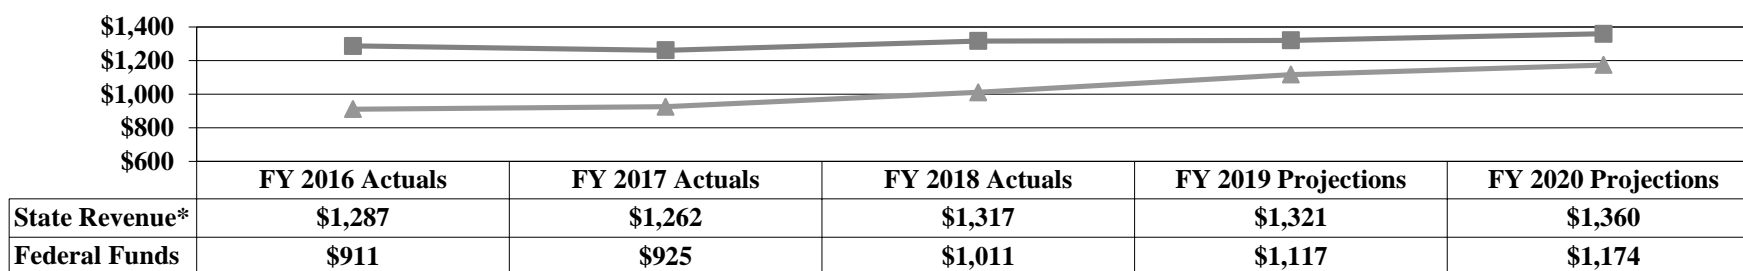 $1,400
$1,200
$1,000
$800
$600
FY 2016 Actuals FY 2017 Actuals FY 2018 Actuals FY 2019 Projections FY 2020 Projections
State Revenue* $1,287 $1,262 $1,317 $1,321 $1,360
Federal Funds $911 $925 $1,011 $1,117 $1,174